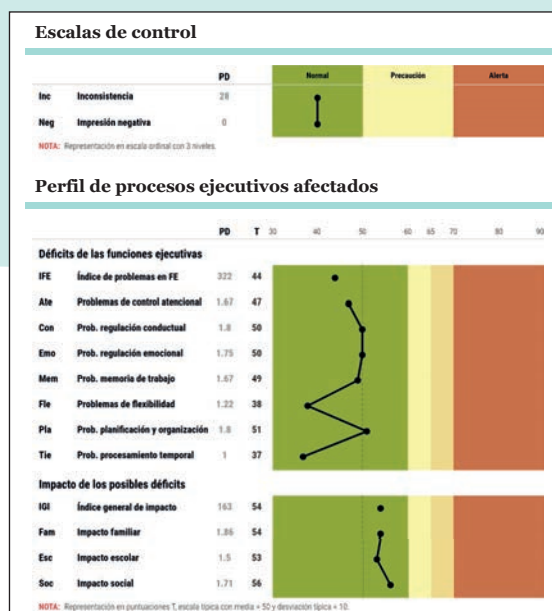 Escalas de control
PD Normal Precaución Alerta
Inc Inconsistencia 28
Neg Impresión negativa 0
NOTA: Representación en escala ordisal con 3 niveles.
Perfil de procesos ejecutivos afectados
PD T 30 40 50 60 65 70 80 90
Déficits de las funciones ejecutivas
IFE Índice de problemas en FE 322 44
Ate Problemas de control atencional 1.67 47
Con Prob. regulación conductual 1.8 50
Emo Prob. regulación emocional 1.75 50
Mem Prob. memoria de trabajo 1.67 49
Fle Problemas de flexibilidad 1.22 38
Pla Prob. planificación y organización 1.8 51
Tie Prob. procesamiento temporal 1 37
Impacto de los posibles déficits
IGI Índice general de impacto 163 54
Fam Impacto familiar 1.86 54
Esc Impacto escolar 1.5 53
Soc Impacto social 1.71 56
NOTA: Representación en puntuaciones T, escala típica con media = 50 y desviación típica = 10.